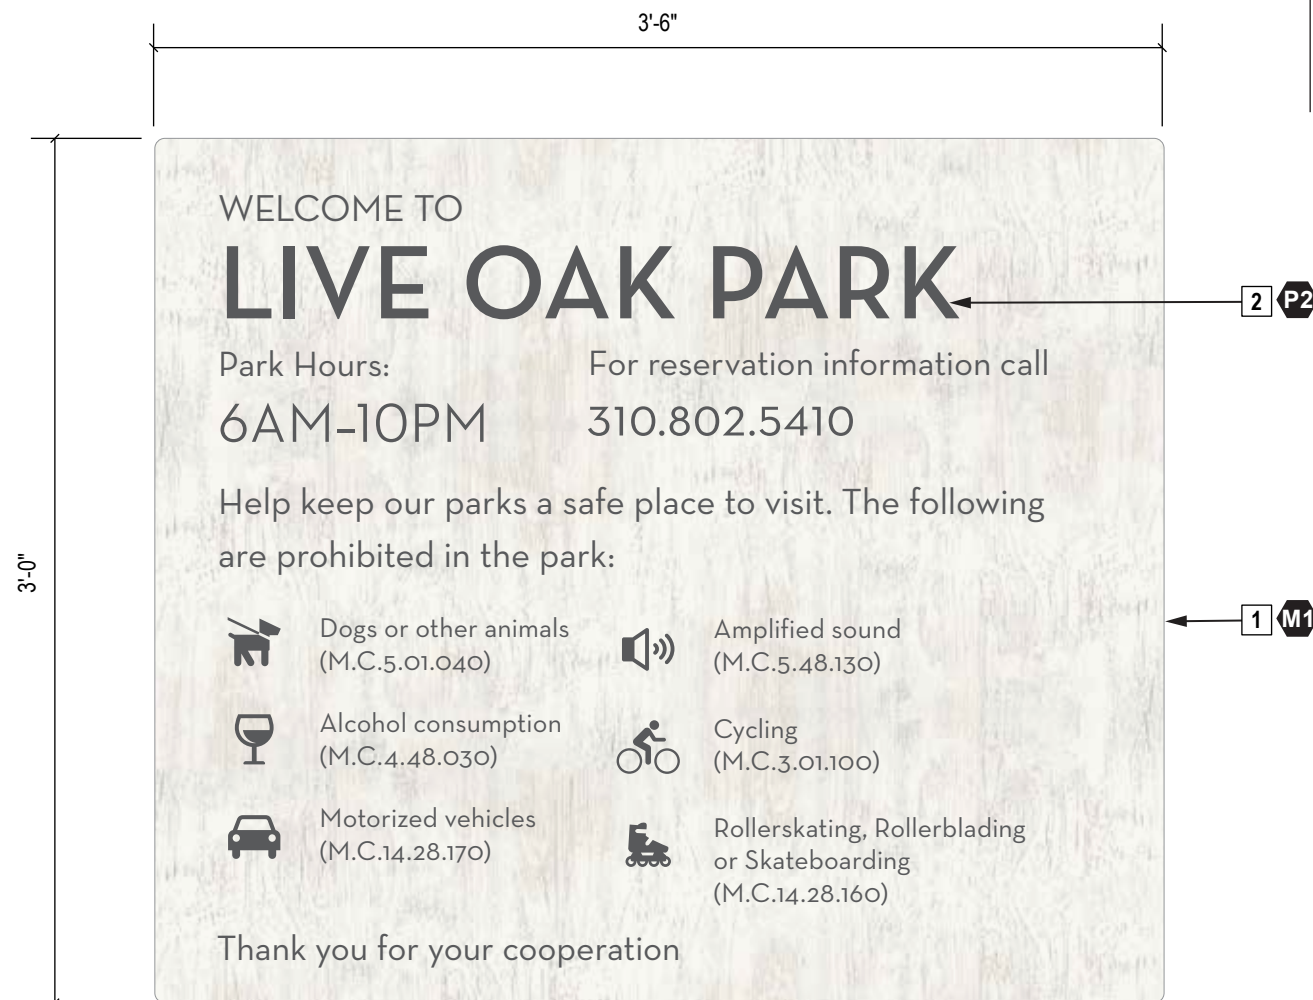 3'-6"
WELCOME TO
LIVE OAK PARK
2 P2
Park Hours:
For reservation information call
6AM-10PM
310.802.5410
Help keep our parks a safe place to visit. The following
are prohibited in the park:
3'-0"
Dogs or other animals
(M.C.5.01.040)
Amplified sound
(M.C.5.48.130)
1 M1
Alcohol consumption
(M.C.4.48.030)
Cycling
(M.C.3.01.100)
Motorized vehicles
(M.C.14.28.170)
Rollerskating, Rollerblading
or Skateboarding
(M.C.14.28.160)
Thank you for your cooperation